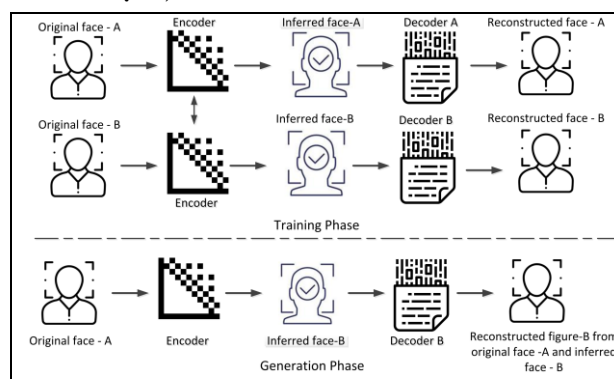 Original face - A
Encoder
Inferred face-A
Decoder A
Reconstructed face - A
Original face - B
Inferred face-B
Decoder B
Reconstructed face - B
Encoder
Training Phase
Original face - A
Encoder
Inferred face-B
Decoder B
Reconstructed figure-B from
original face -A and inferred
face - B
Generation Phase